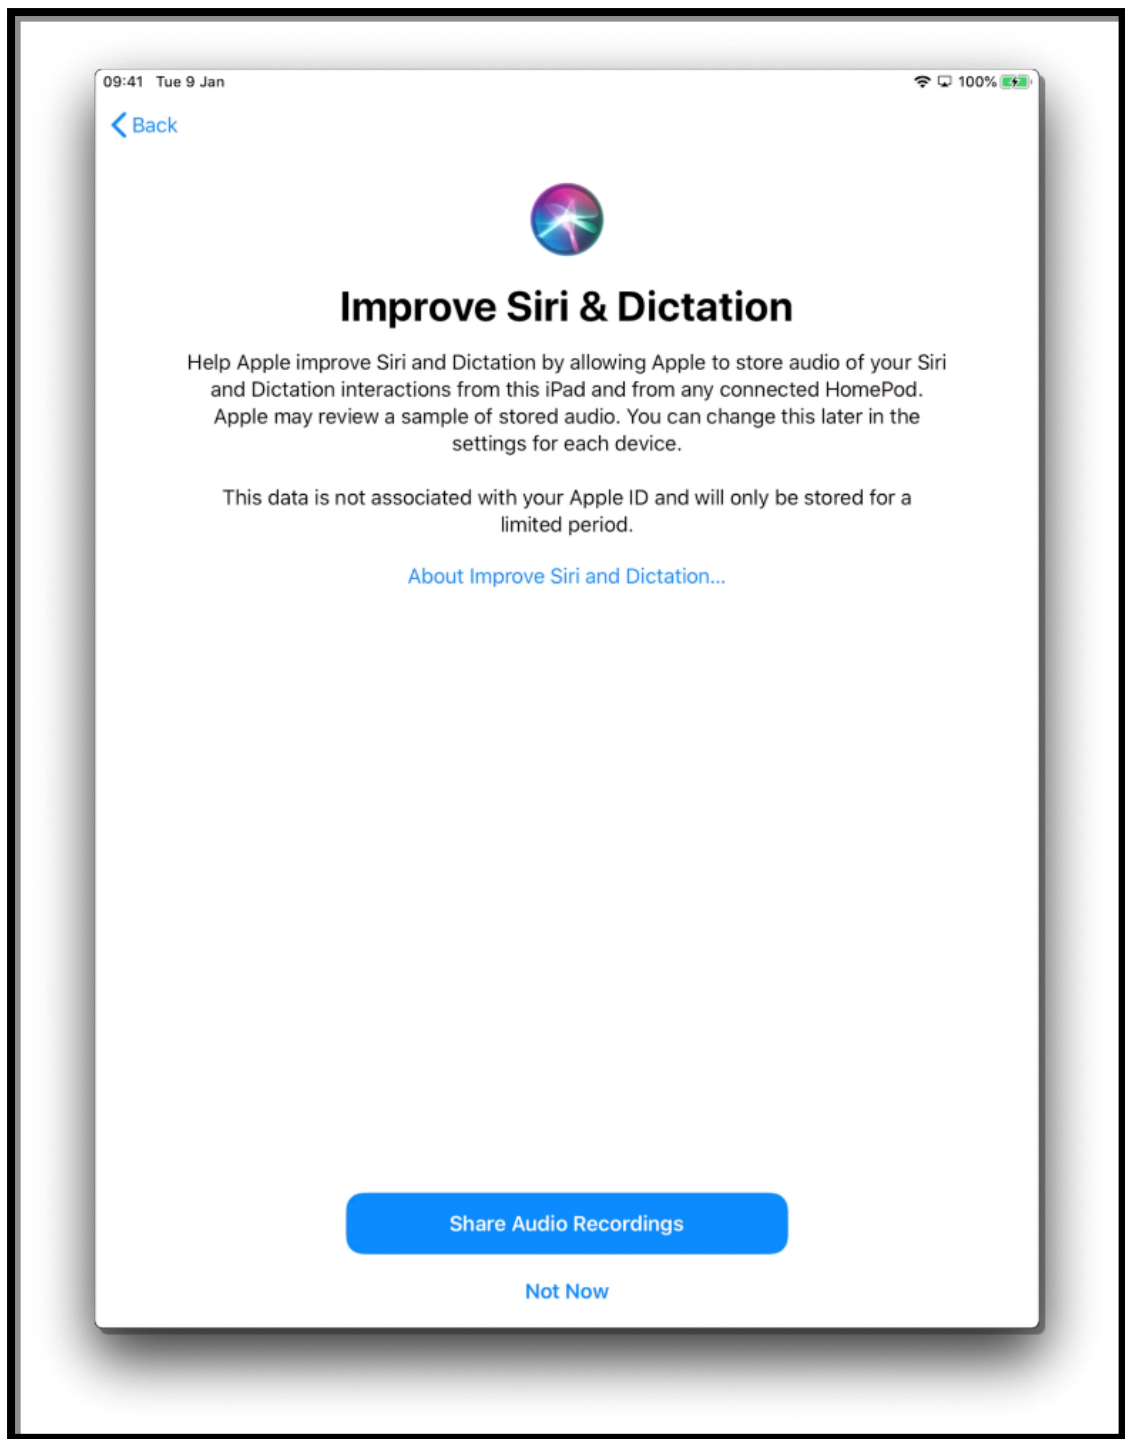 09:41 Tue 9 Jan 100%
Back
Improve Siri & Dictation
Help Apple improve Siri and Dictation by allowing Apple to store audio of your Siri
and Dictation interactions from this iPad and from any connected HomePod.
Apple may review a sample of stored audio. You can change this later in the
settings for each device.
This data is not associated with your Apple ID and will only be stored for a
limited period.
About Improve Siri and Dictation...
Share Audio Recordings
Not Now